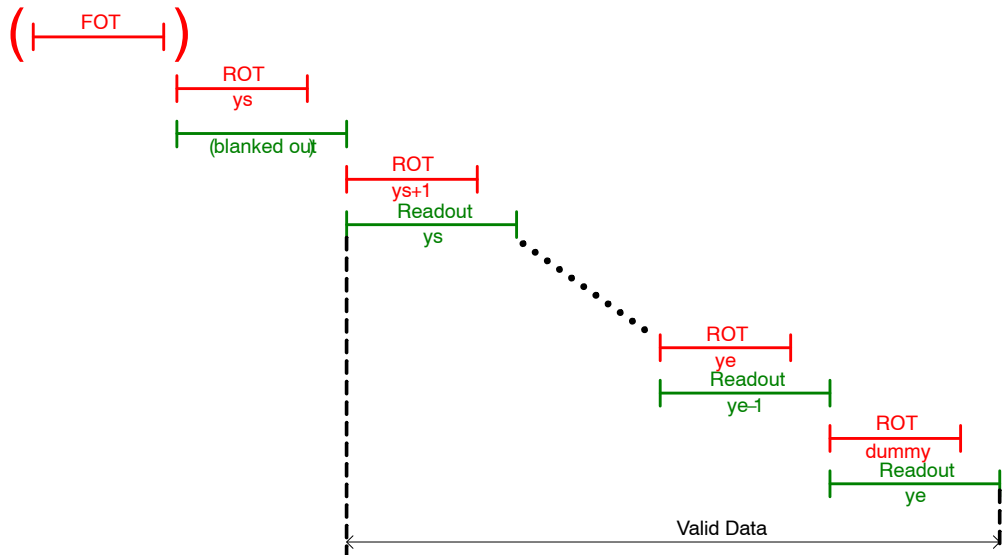 ( FOT )
ROT
ys
(blanked out)
ROT
ys+1
Readout
ys
ROT
ye
Readout
ye–1
ROT
dummy
Readout
ye
Valid Data